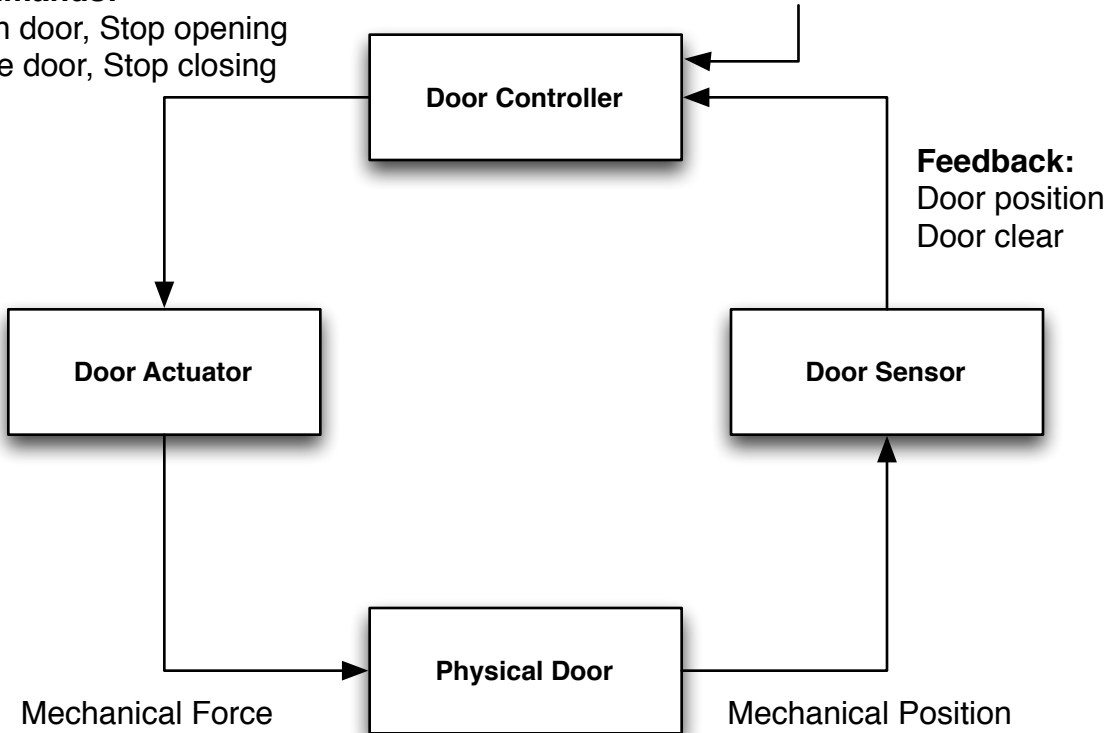 door, Stop opening
door, Stop closing
Door Controller
Feedback:
Door position
Door clear
Door Actuator
Door Sensor
Physical Door
Mechanical Force
Mechanical Position